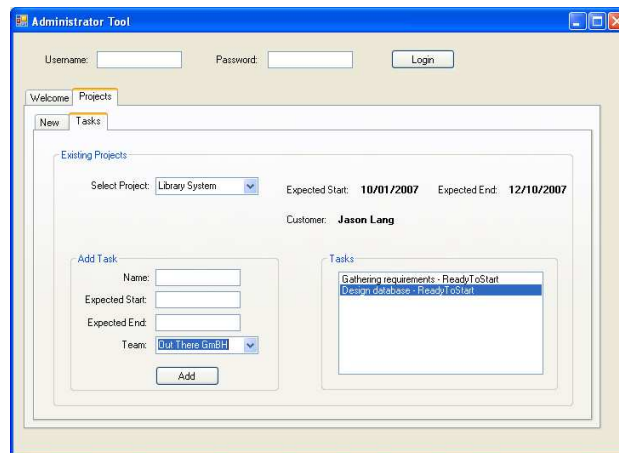 Administrator Tool
Username: Password: Login
Welcome Projects
New Tasks
Existing Projects
Select Project: Library System Expected Start: 10/01/2007 Expected End: 12/10/2007
Customer: Jason Lang
Add Task
Name:
Expected Start:
Expected End:
Team: Out There GmBH
Add
Tasks
Gathering requirements - ReadyToStart
Design database - ReadyToStart